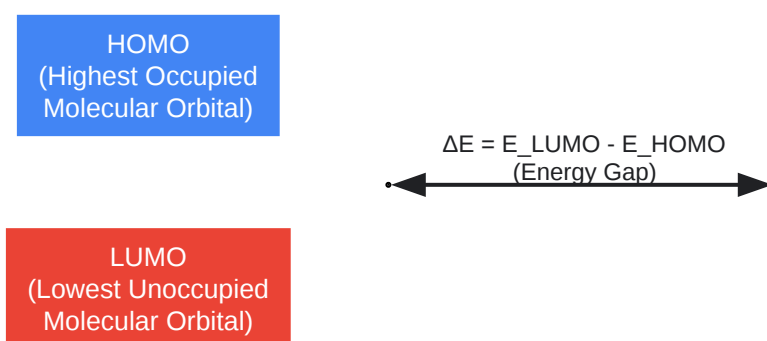 HOMO
(Highest Occupied
Molecular Orbital)
ΔE = E_LUMO - E_HOMO
(Energy Gap)
LUMO
(Lowest Unoccupied
Molecular Orbital)